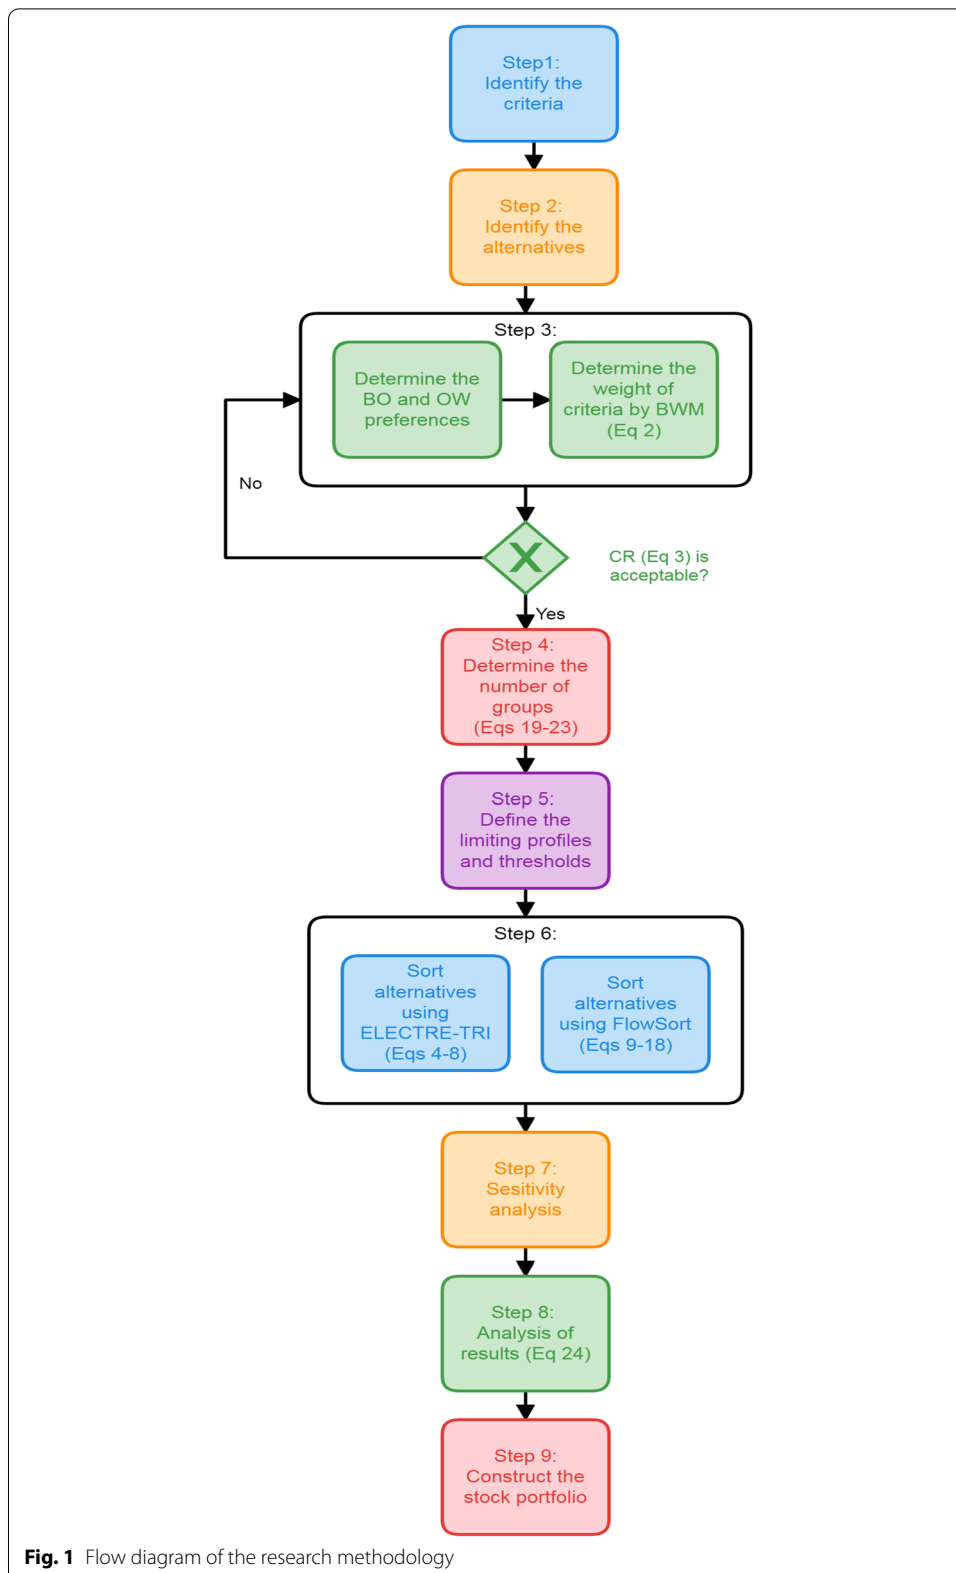 Step1:
Identify the
criteria
Step 2:
Identify the
alternatives
Step 3:
Determine the
BO and OW
preferences
Determine the
weight of
criteria by BWM
(Eq 2)
No
X
CR (Eq 3) is
acceptable?
Yes
Step 4:
Determine the
number of
groups
(Eqs 19-23)
Step 5:
Define the
limiting profiles
and thresholds
Step 6:
Sort
alternatives
using
ELECTRE-TRI
(Eqs 4-8)
Sort
alternatives
using FlowSort
(Eqs 9-18)
Step 7:
Sesitivity
analysis
Step 8:
Analysis of
results (Eq 24)
Step 9:
Construct the
stock portfolio
Fig. 1 Flow diagram of the research methodology